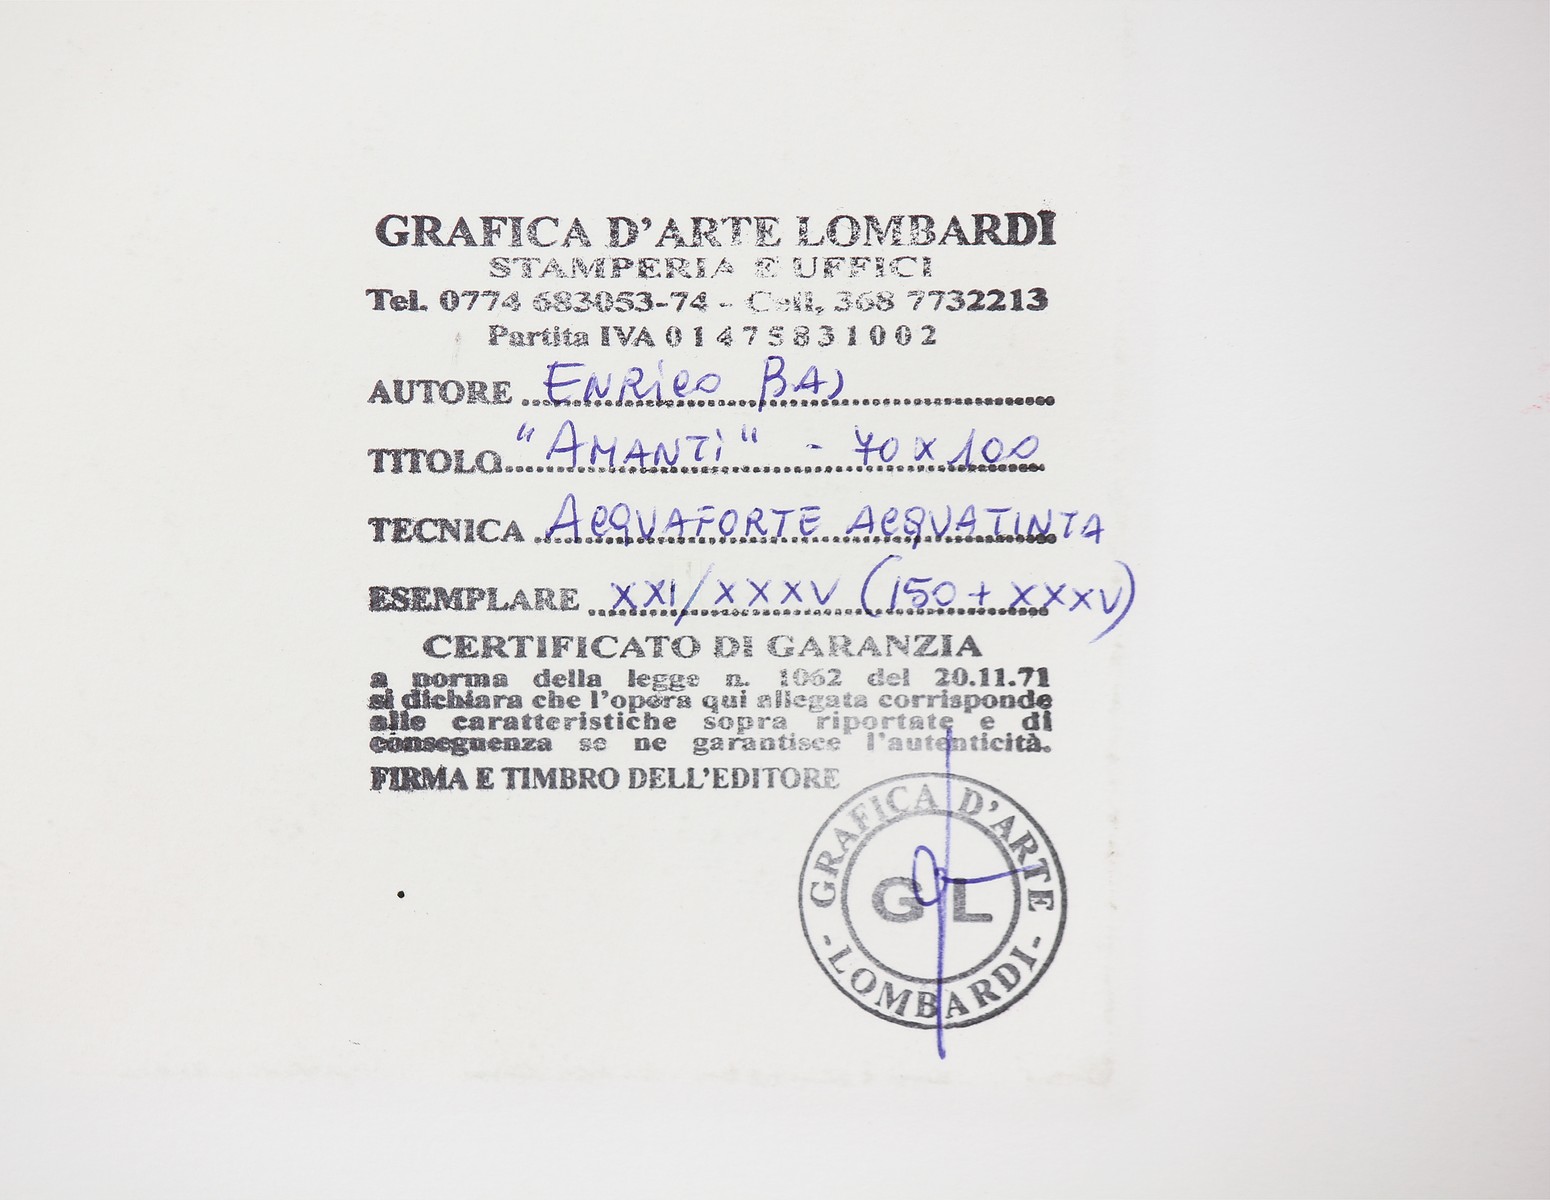 GRAFICA D'ARTE LOMBARDI
STAMPERIA E UFFICI
Tel. 0774 683053-74 - Cell. 368 7732213
Partita IVA 01475831002
AUTORE ENRICO BAJ
TITOLO "AMANTI" - 70 x 100
TECNICA ACQUAFORTE ACQUATINTA
ESEMPLARE XXI/XXXV (150 + XXXV)
CERTIFICATO DI GARANZIA
a norma della legge n. 1062 del 20.11.71
si dichiara che l'opera qui allegata corrisponde
alle caratteristiche sopra riportate e di
conseguenza se ne garantisce l'autenticità.
FIRMA E TIMBRO DELL'EDITORE
GRAFICA D'ARTE
G L
- LOMBARDI -